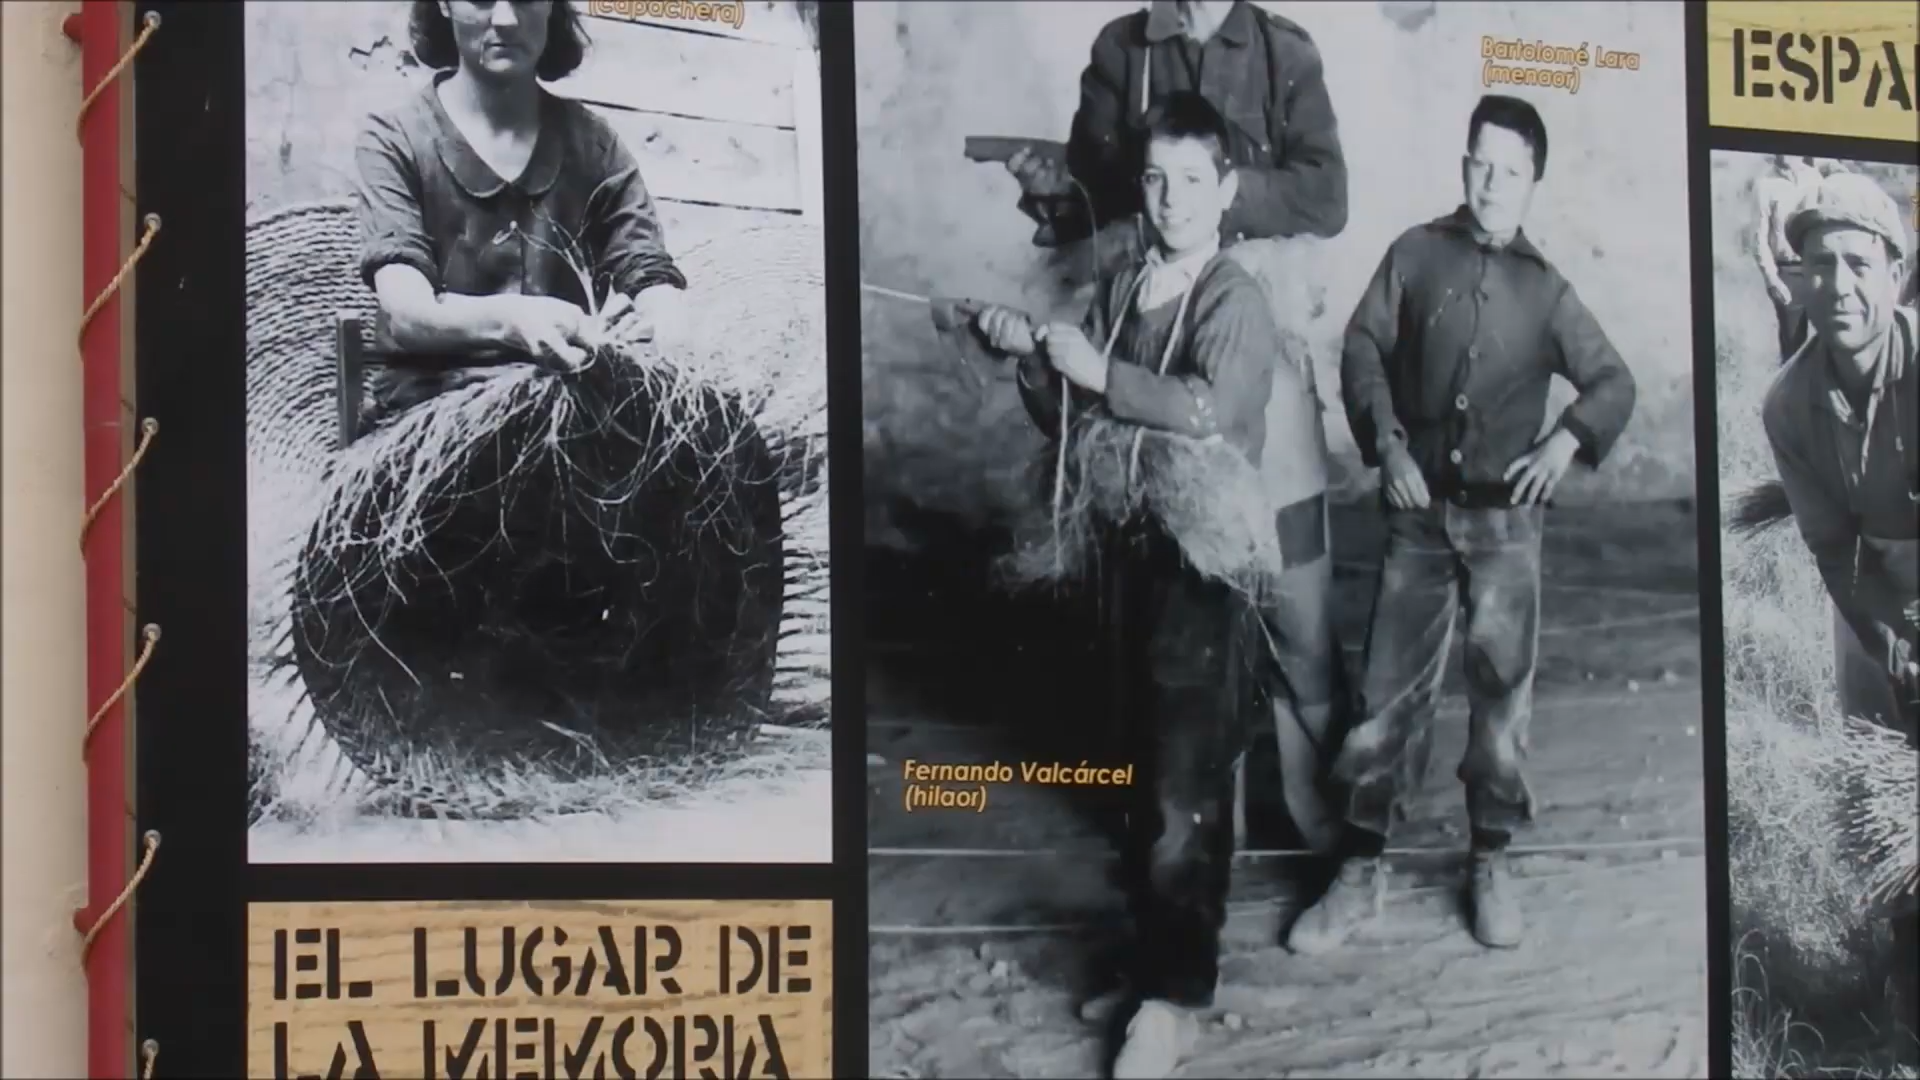 (capachera)
Bartolomé Lara
(menaor)
ESPA
Fernando Valcárcel
(hilaor)
EL LUGAR DE
LA MEMORIA